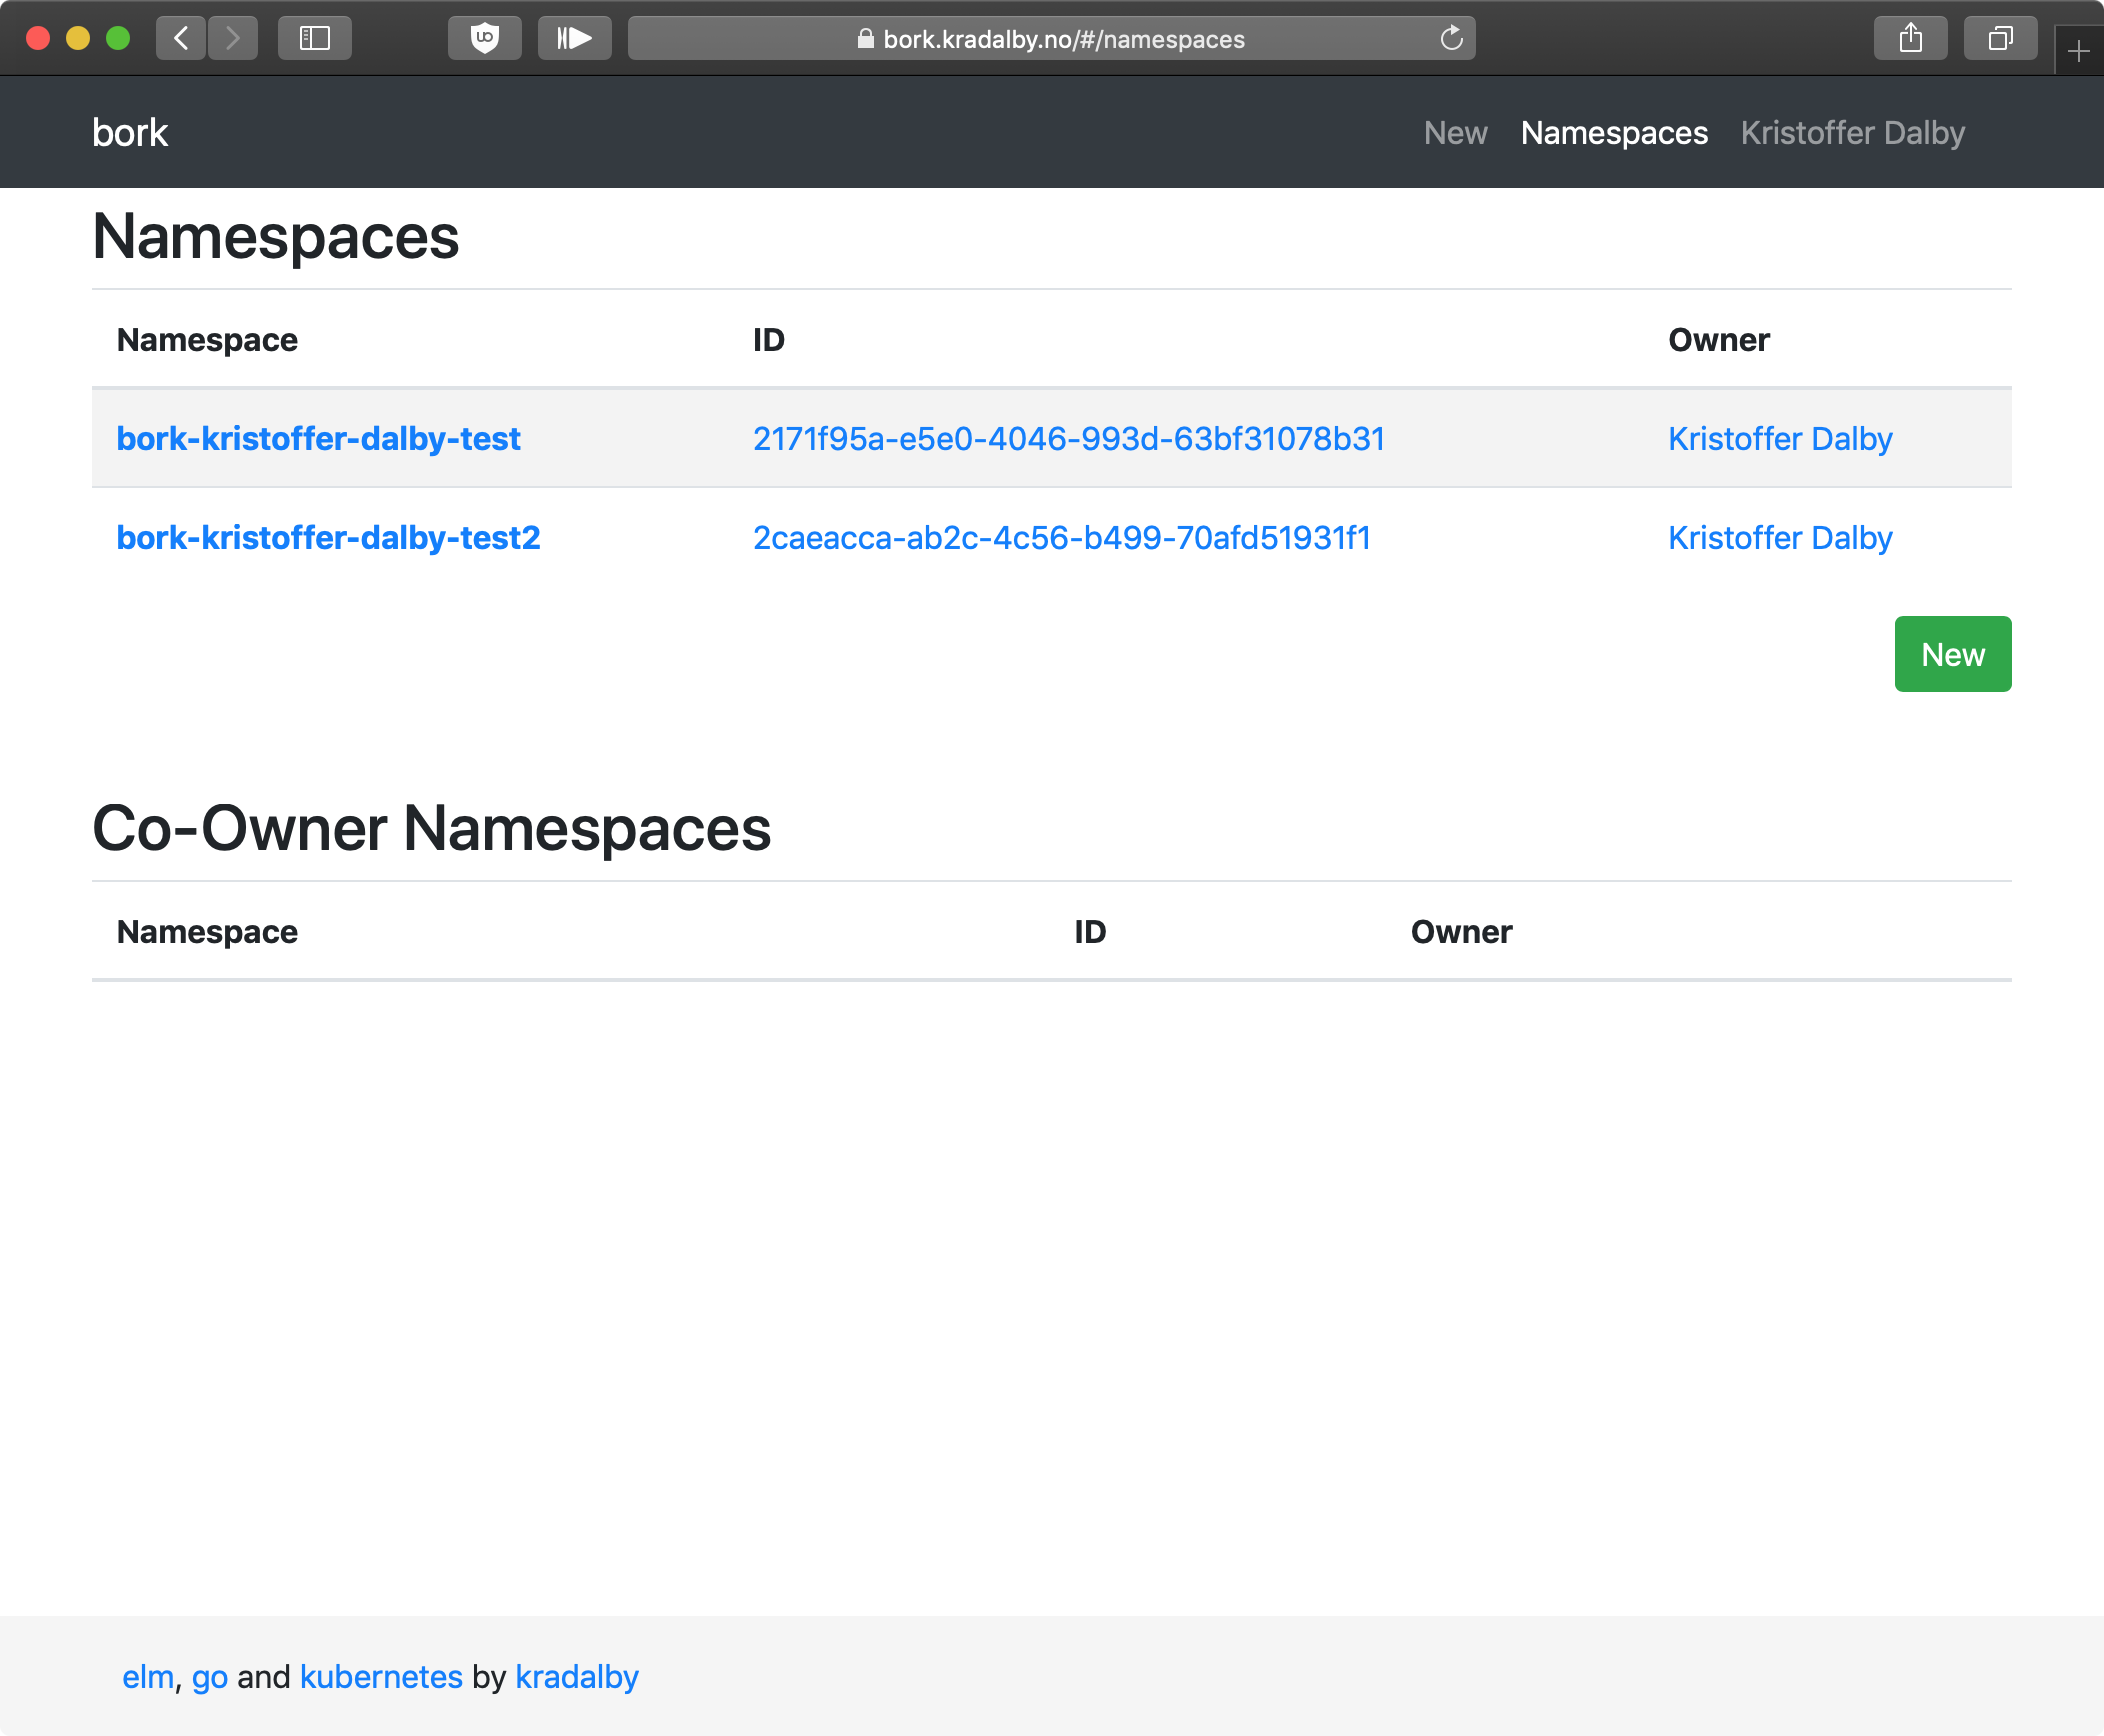 bork.kradalby.no/#/namespaces
bork New Namespaces Kristoffer Dalby
Namespaces
Namespace ID Owner
bork-kristoffer-dalby-test 2171f95a-e5e0-4046-993d-63bf31078b31 Kristoffer Dalby
bork-kristoffer-dalby-test2 2caeacca-ab2c-4c56-b499-70afd51931f1 Kristoffer Dalby
New
Co-Owner Namespaces
Namespace ID Owner
elm, go and kubernetes by kradalby